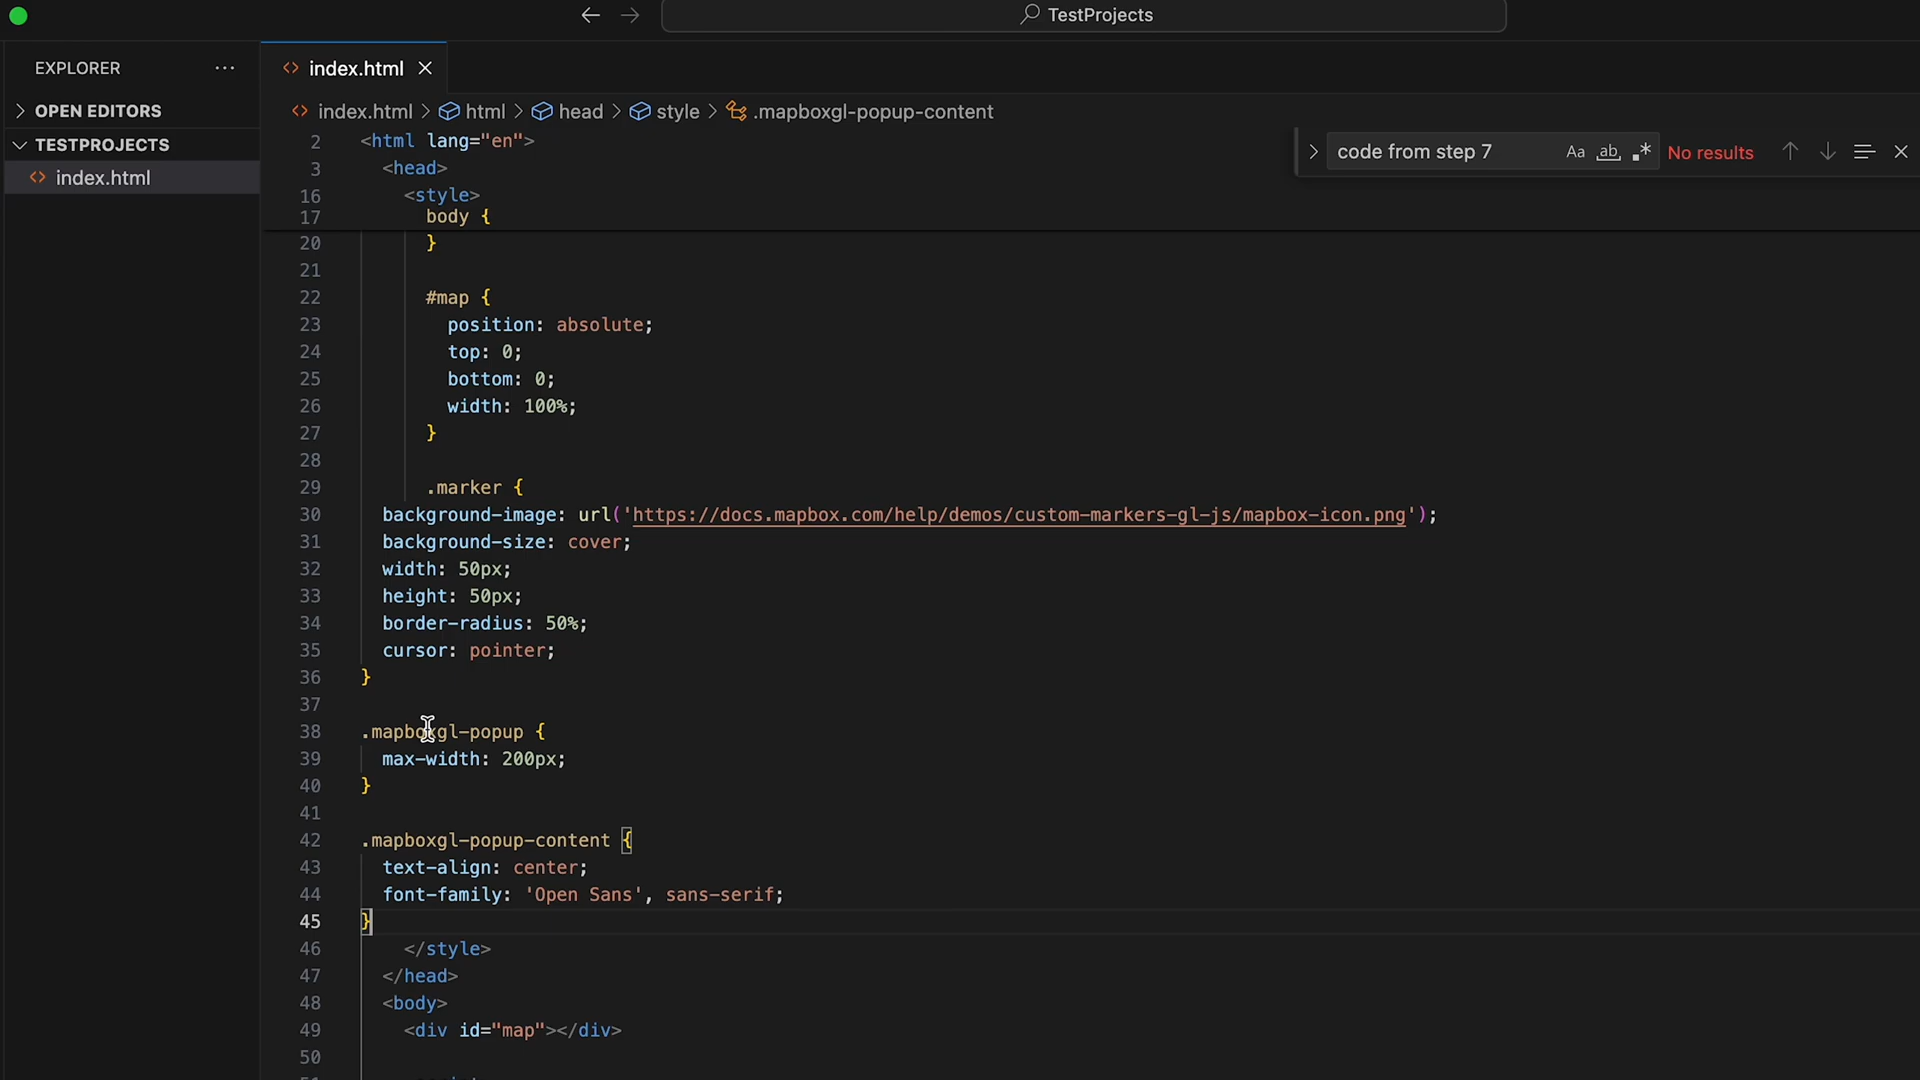 TestProjects
EXPLORER
index.html
OPEN EDITORS
index.html > html > head > style > .mapboxgl-popup-content
TESTPROJECTS
index.html
code from step 7
Aa ab .* No results
2 <html lang="en">
3 <head>
16 <style>
17 body {
20 }
21
22 #map {
23 position: absolute;
24 top: 0;
25 bottom: 0;
26 width: 100%;
27 }
28
29 .marker {
30 background-image: url('https://docs.mapbox.com/help/demos/custom-markers-gl-js/mapbox-icon.png');
31 background-size: cover;
32 width: 50px;
33 height: 50px;
34 border-radius: 50%;
35 cursor: pointer;
36 }
37
38 .mapboxgl-popup {
39 max-width: 200px;
40 }
41
42 .mapboxgl-popup-content {
43 text-align: center;
44 font-family: 'Open Sans', sans-serif;
45 }
46 </style>
47 </head>
48 <body>
49 <div id="map"></div>
50